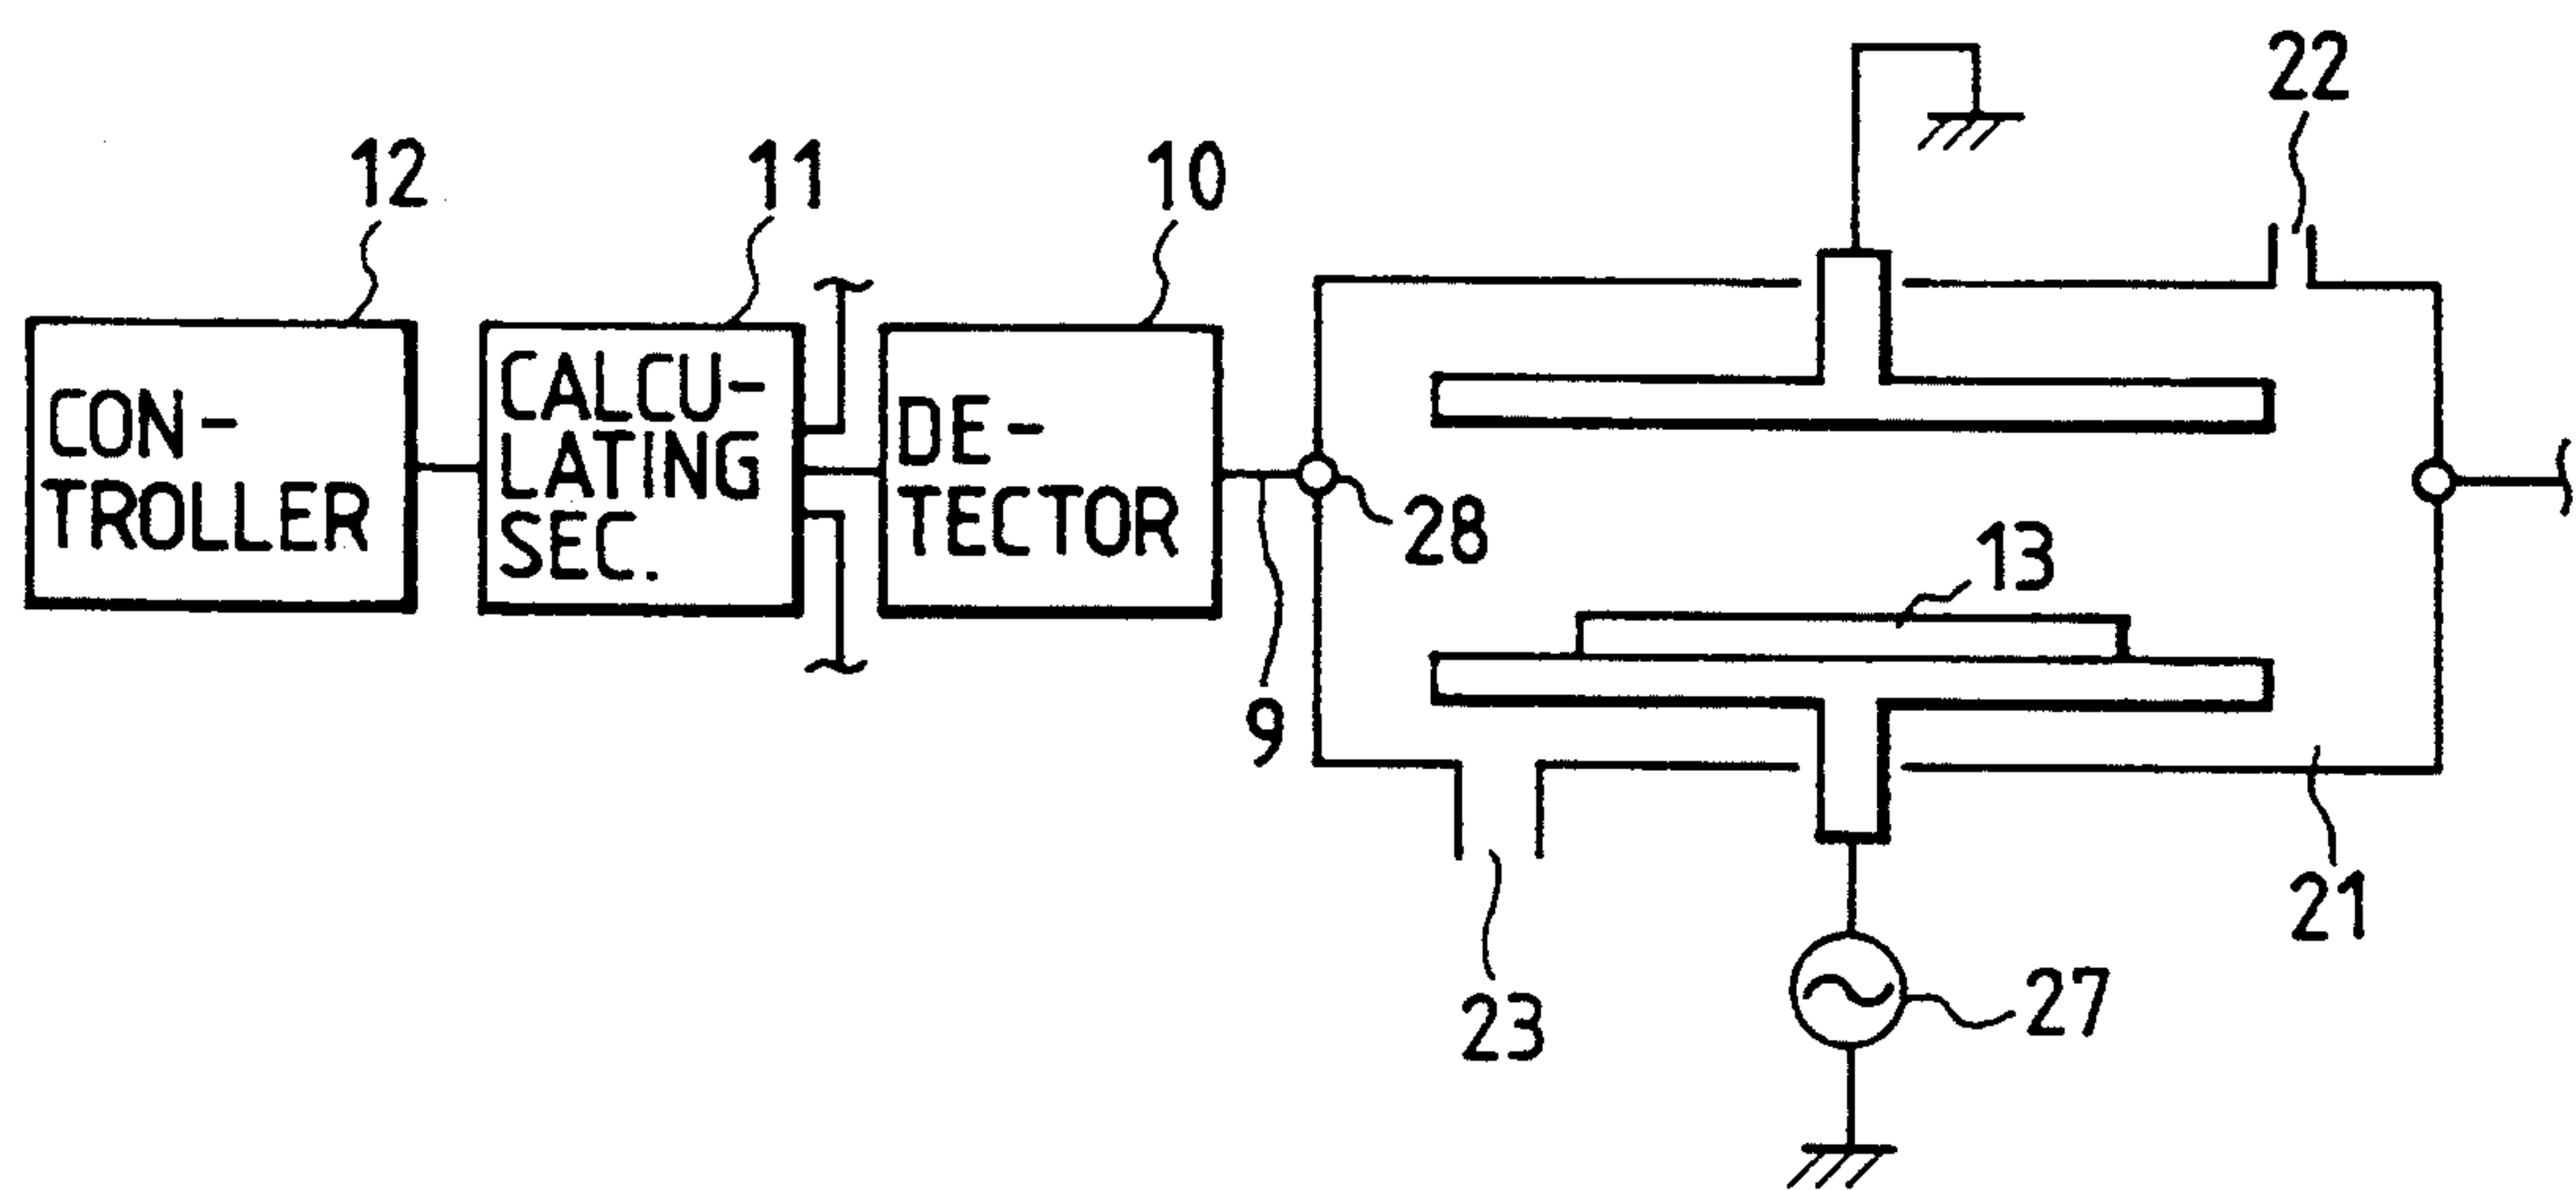 22
12
11
10
CON-
TROLLER
CALCU-
LATING
SEC.
DE-
TECTOR
28
13
9
21
23
27